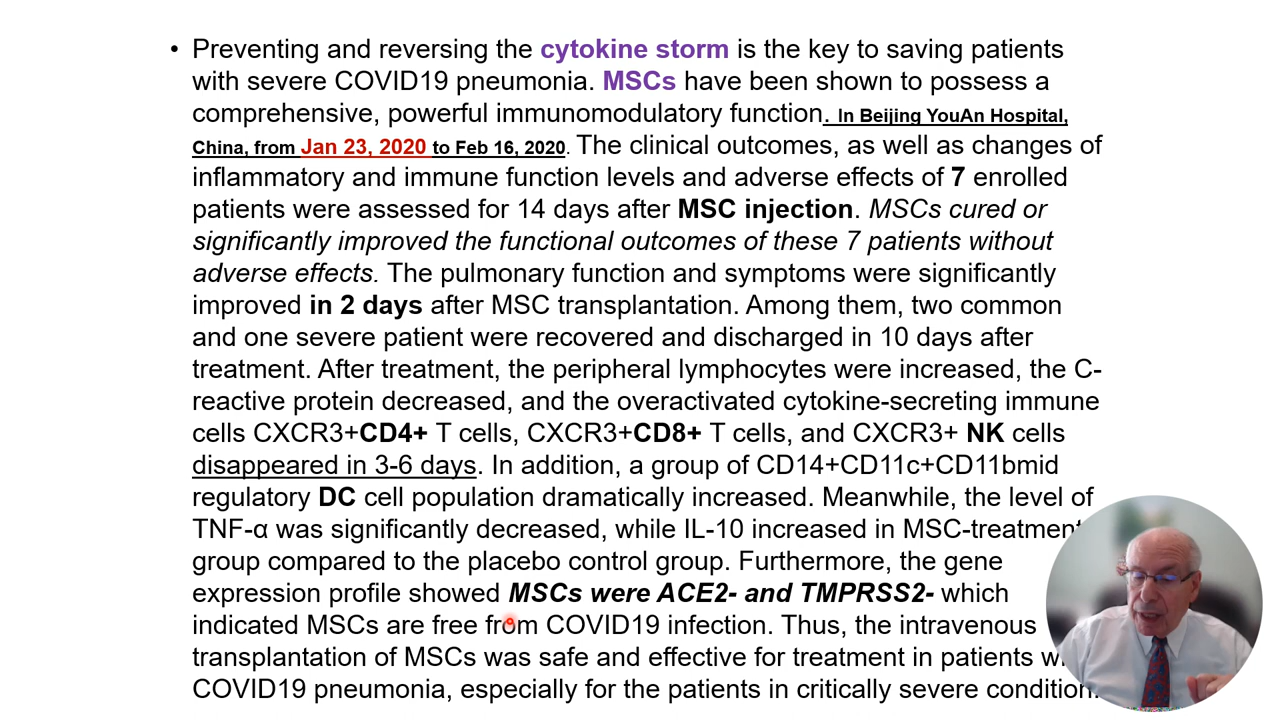 • Preventing and reversing the cytokine storm is the key to saving patients
with severe COVID19 pneumonia. MSCs have been shown to possess a
comprehensive, powerful immunomodulatory function. In Beijing YouAn Hospital,
China, from Jan 23, 2020 to Feb 16, 2020. The clinical outcomes, as well as changes of
inflammatory and immune function levels and adverse effects of 7 enrolled
patients were assessed for 14 days after MSC injection. MSCs cured or
significantly improved the functional outcomes of these 7 patients without
adverse effects. The pulmonary function and symptoms were significantly
improved in 2 days after MSC transplantation. Among them, two common
and one severe patient were recovered and discharged in 10 days after
treatment. After treatment, the peripheral lymphocytes were increased, the C-
reactive protein decreased, and the overactivated cytokine-secreting immune
cells CXCR3+CD4+ T cells, CXCR3+CD8+ T cells, and CXCR3+ NK cells
disappeared in 3-6 days. In addition, a group of CD14+CD11c+CD11bmid
regulatory DC cell population dramatically increased. Meanwhile, the level of
TNF-α was significantly decreased, while IL-10 increased in MSC-treatment
group compared to the placebo control group. Furthermore, the gene
expression profile showed MSCs were ACE2- and TMPRSS2- which
indicated MSCs are free from COVID19 infection. Thus, the intravenous
transplantation of MSCs was safe and effective for treatment in patients
COVID19 pneumonia, especially for the patients in critically severe condition.